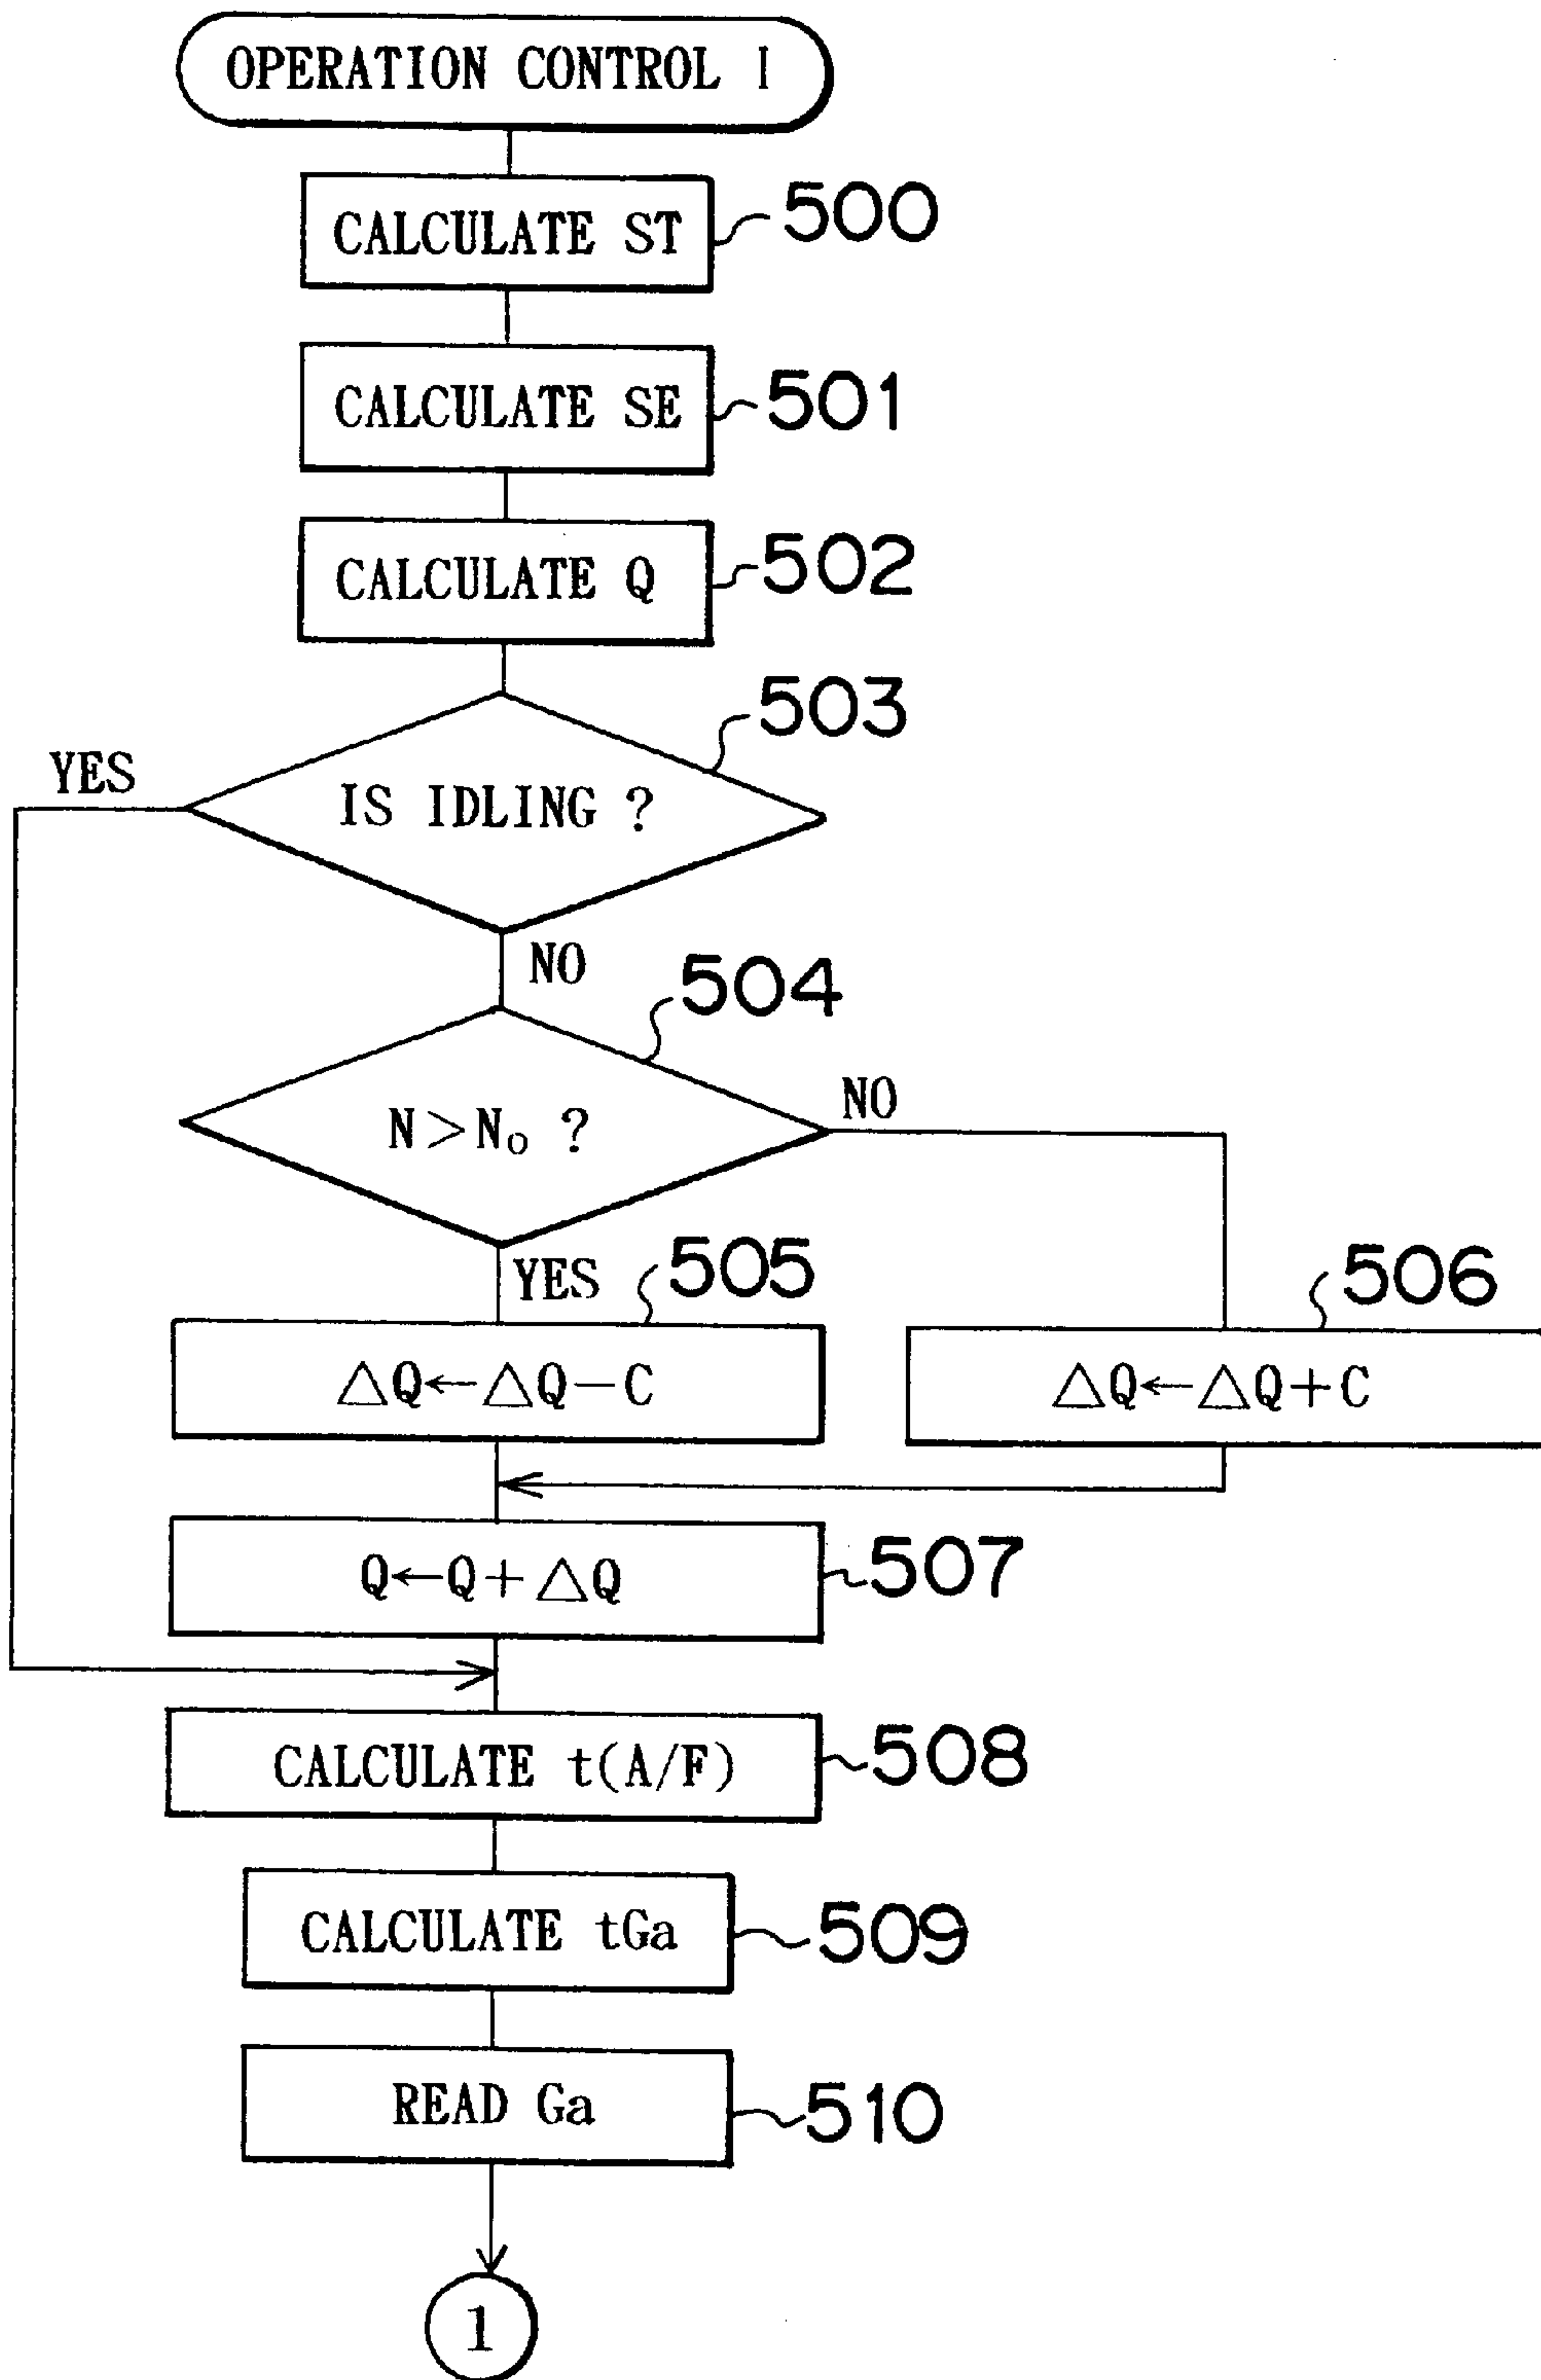 OPERATION CONTROL I
CALCULATE ST
500
CALCULATE SE
501
CALCULATE Q
502
503
YES
IS IDLING ?
NO
504
N>N₀ ?
NO
YES
505
506
△Q←△Q−C
△Q←△Q+C
Q←Q+△Q
507
CALCULATE t(A/F)
508
CALCULATE tGa
509
READ Ga
510
1